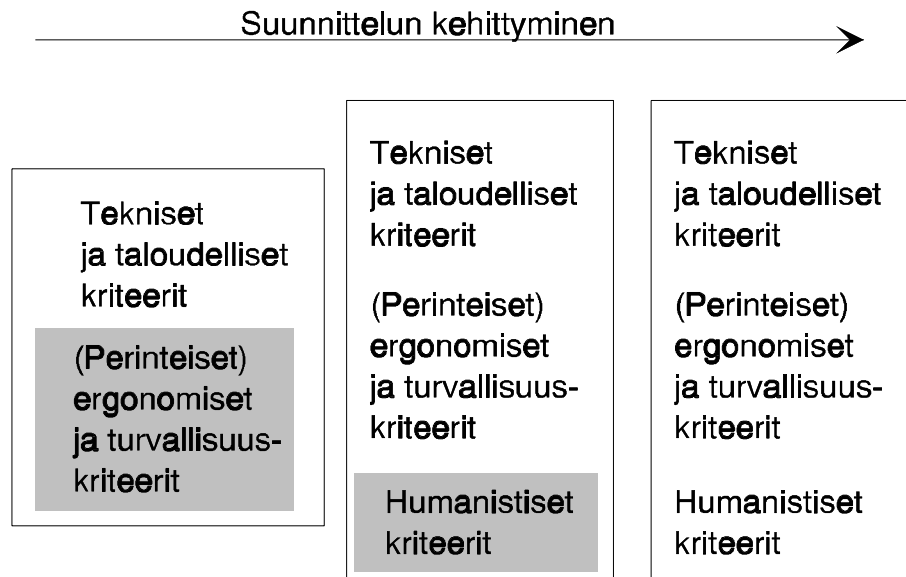 Suunnittelun kehittyminen
Tekniset
ja taloudelliset
kriteerit
(Perinteiset)
ergonomiset
ja turvallisuus-
kriteerit
Tekniset
ja taloudelliset
kriteerit
(Perinteiset)
ergonomiset
ja turvallisuus-
kriteerit
Humanistiset
kriteerit
Tekniset
ja taloudelliset
kriteerit
(Perinteiset)
ergonomiset
ja turvallisuus-
kriteerit
Humanistiset
kriteerit